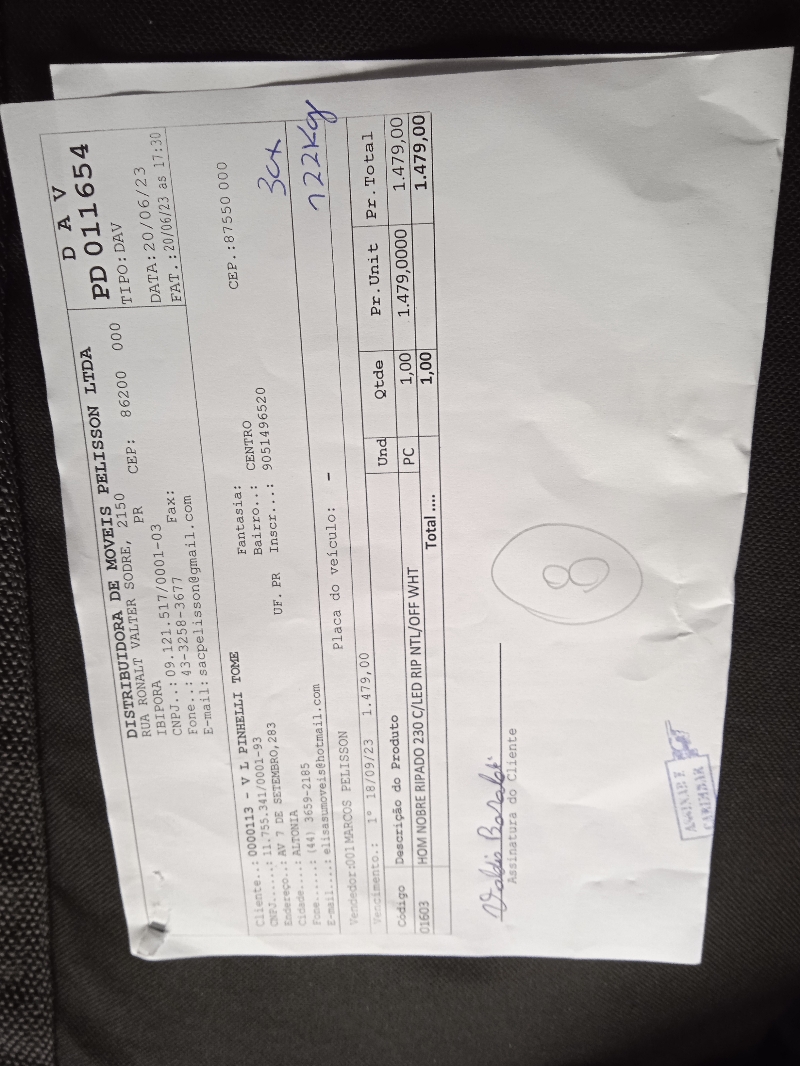 DISTRIBUIDORA DE MOVEIS PELISSON LTDA
RUA RONALT VALTER SODRE, 2150
IBIPORA PR CEP: 86200 000
CNPJ..: 09.121.517/0001-03
Fone..: 43-3258-3677 Fax:
E-mail: sacpelisson@gmail.com
D A V
PD 011654
TIPO:DAV
DATA:20/06/23
FAT.:20/06/23 as 17:30
Cliente..: 0000113 - V L PINHELLI TOME Fantasia:
CNPJ.....: 11.755.341/0001-93 Bairro..: CENTRO CEP.:87550 000
Endereço..: AV 7 DE SETEMBRO,283 UF. PR Inscr...: 9051496520
Cidade....: ALTONIA
Fone......: (44) 3659-2185
E-mail....: elisasumoveis@hotmail.com
3cx
122Kg
Vendedor:001MARCOS PELISSON Placa do veículo: -
Vencimento.: 1º 18/09/23 1.479,00
Código Descrição do Produto Und Qtde Pr.Unit Pr.Total
01603 HOM NOBRE RIPADO 230 C/LED RIP NTL/OFF WHT PC 1,00 1.479,0000 1.479,00
Total .... 1,00 1.479,00
Assinatura do Cliente
8
ASSINAR E
CARIMBAR